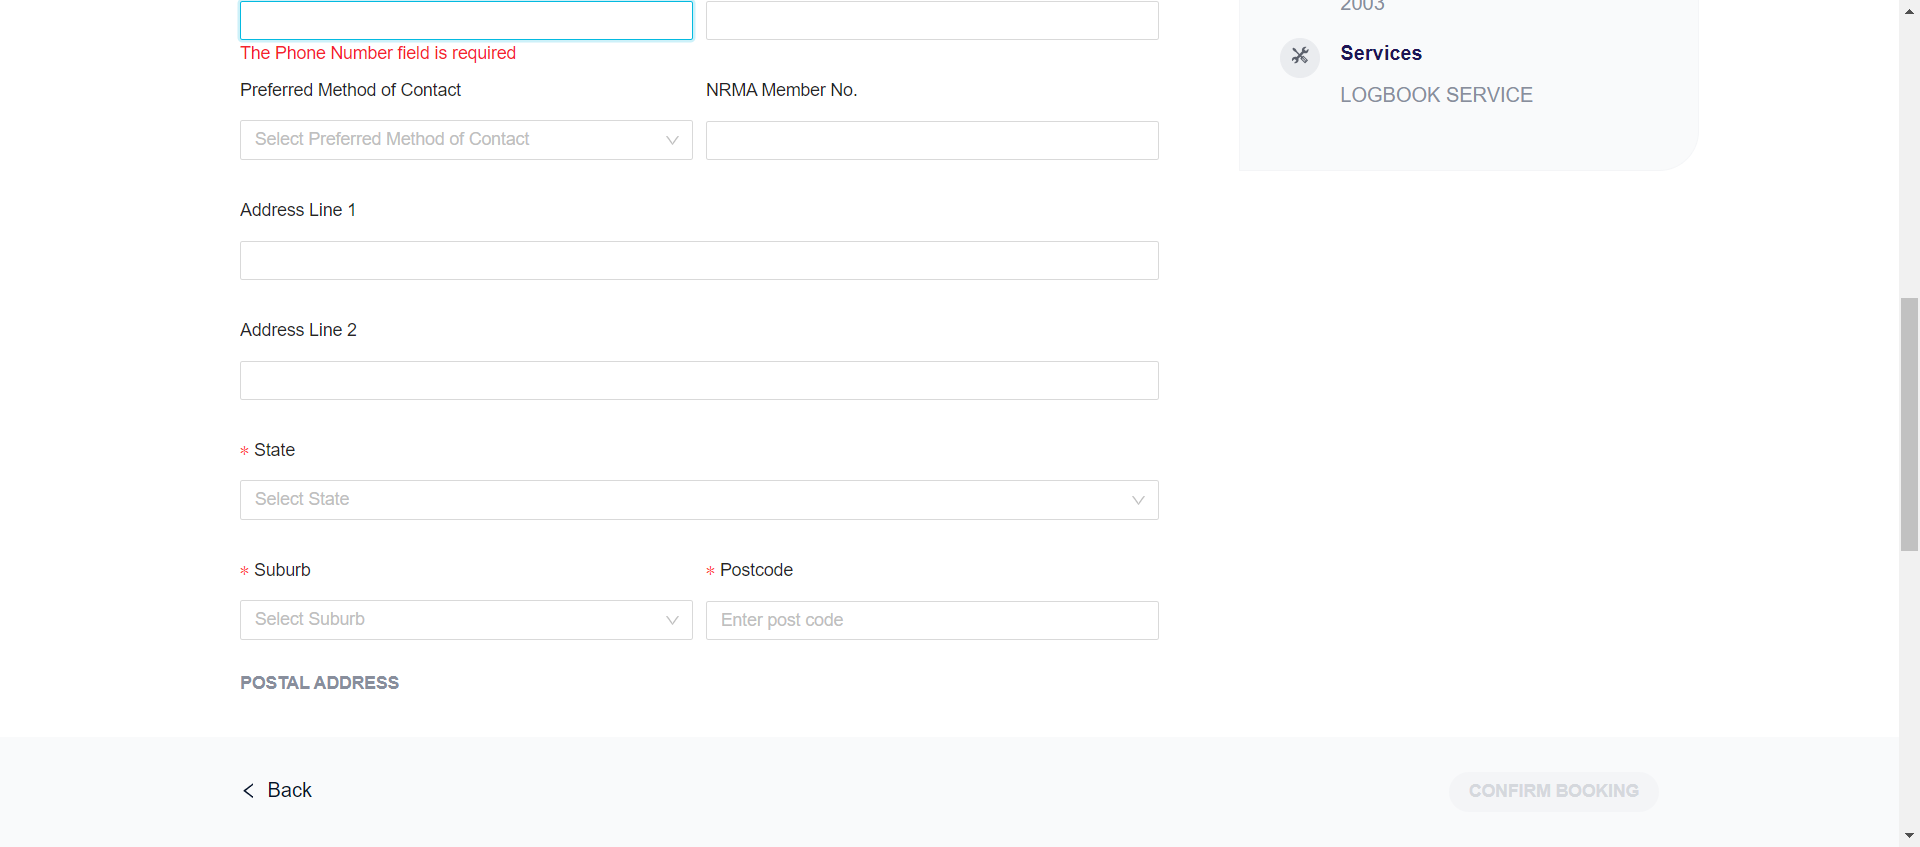 The Phone Number field is required
Preferred Method of Contact
NRMA Member No.
Select Preferred Method of Contact
Address Line 1
Address Line 2
* State
Select State
* Suburb
* Postcode
Select Suburb
Enter post code
POSTAL ADDRESS
2003
Services
LOGBOOK SERVICE
Back
CONFIRM BOOKING